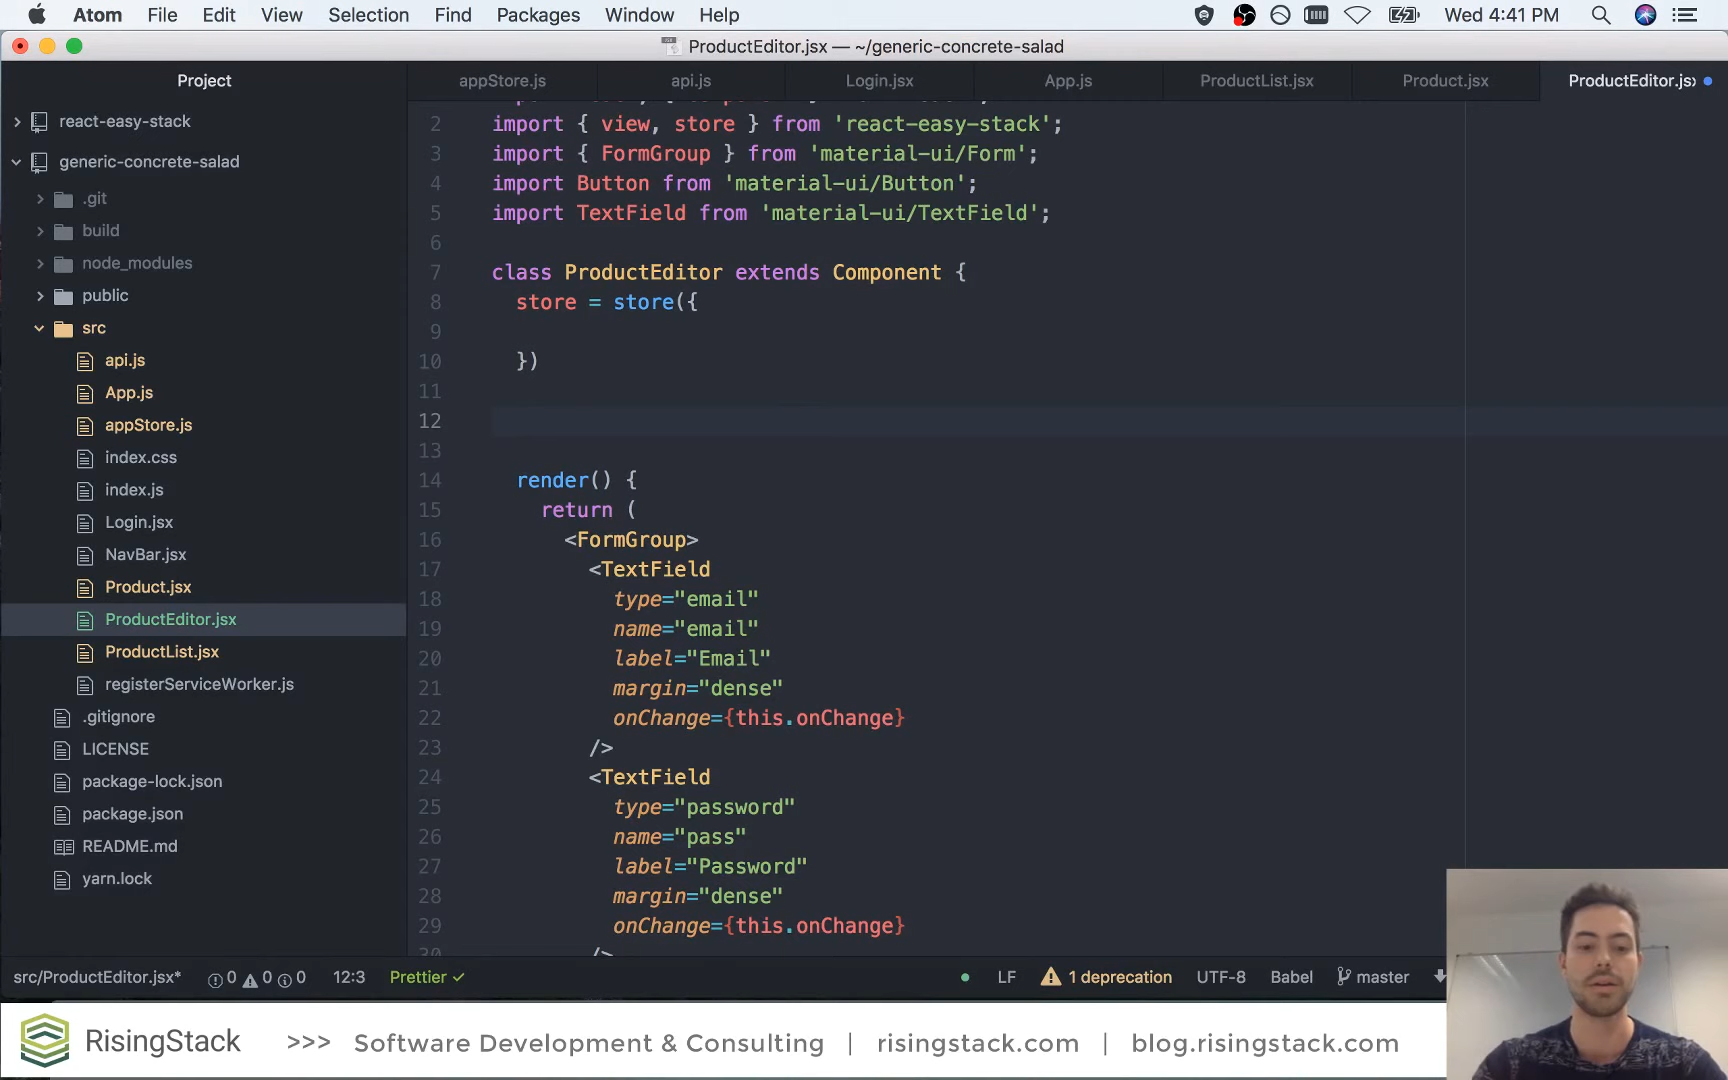 Atom File Edit View Selection Find Packages Window Help Wed 4:41 PM
ProductEditor.jsx — ~/generic-concrete-salad
Project
appStore.js api.js Login.jsx App.js ProductList.jsx Product.jsx ProductEditor.js
react-easy-stack
generic-concrete-salad
.git
build
node_modules
public
src
api.js
App.js
appStore.js
index.css
index.js
Login.jsx
NavBar.jsx
Product.jsx
ProductEditor.jsx
ProductList.jsx
registerServiceWorker.js
.gitignore
LICENSE
package-lock.json
package.json
README.md
yarn.lock
2 import { view, store } from 'react-easy-stack';
3 import { FormGroup } from 'material-ui/Form';
4 import Button from 'material-ui/Button';
5 import TextField from 'material-ui/TextField';
6
7 class ProductEditor extends Component {
8 store = store({
9
10 })
11
12
13
14 render() {
15 return (
16 <FormGroup>
17 <TextField
18 type="email"
19 name="email"
20 label="Email"
21 margin="dense"
22 onChange={this.onChange}
23 />
24 <TextField
25 type="password"
26 name="pass"
27 label="Password"
28 margin="dense"
29 onChange={this.onChange}
30 />
src/ProductEditor.jsx* 0 0 0 12:3 Prettier ✓ LF 1 deprecation UTF-8 Babel master
RisingStack >>> Software Development & Consulting | risingstack.com | blog.risingstack.com